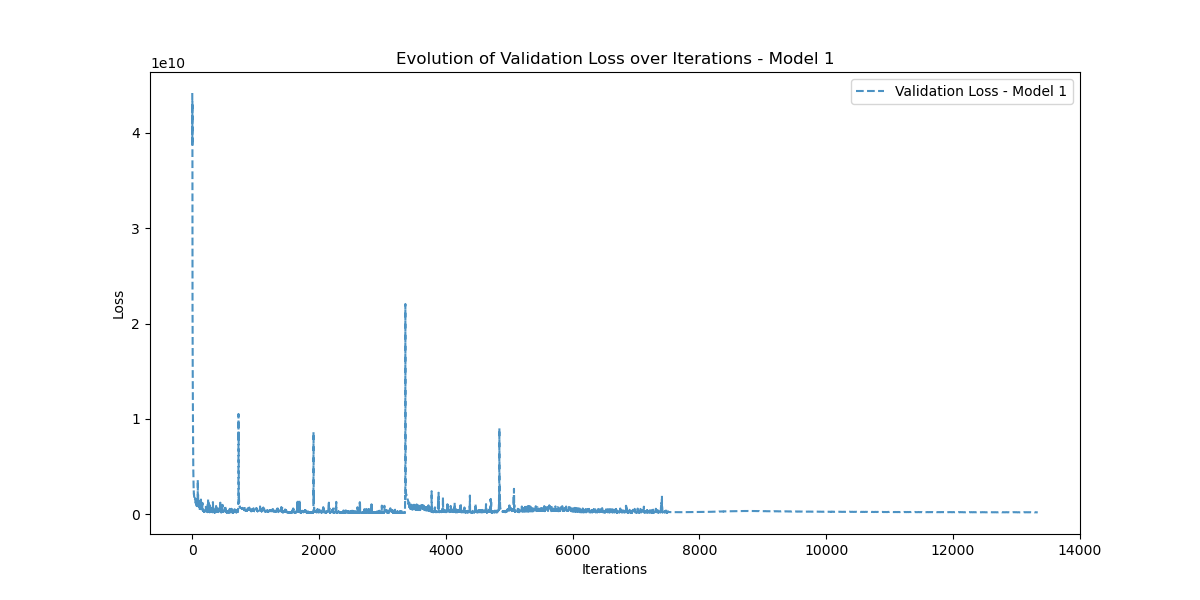 Evolution of Validation Loss over Iterations - Model 1
1e10
Validation Loss - Model 1
4
3
2
1
0
Loss
0 2000 4000 6000 8000 10000 12000 14000
Iterations